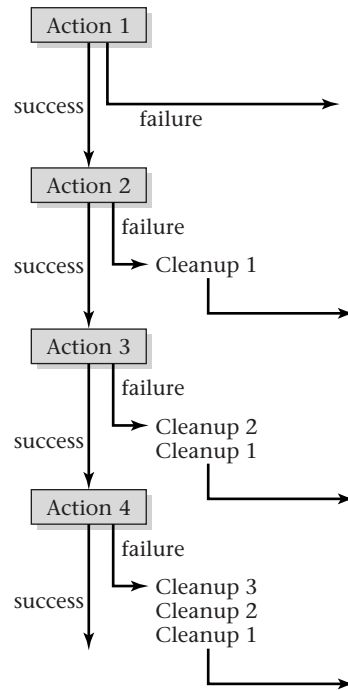 Action 1
success
failure
Action 2
failure
success
Cleanup 1
Action 3
failure
success
Cleanup 2
Cleanup 1
Action 4
failure
success
Cleanup 3
Cleanup 2
Cleanup 1